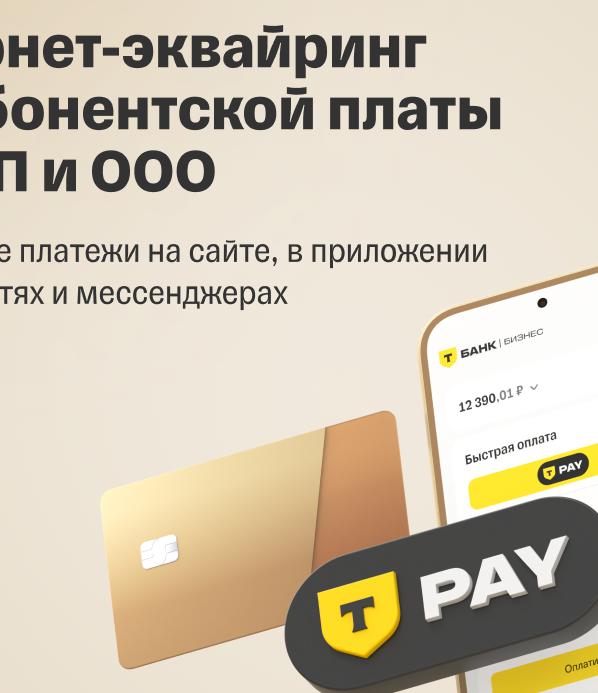 рнет-эквайринг
бонентской платы
П и ООО
е платежи на сайте, в приложении
тях и мессенджерах
Т БАНК | БИЗНЕС
12 390,01 ₽
Быстрая оплата
Т PAY
Т PAY
Оплати